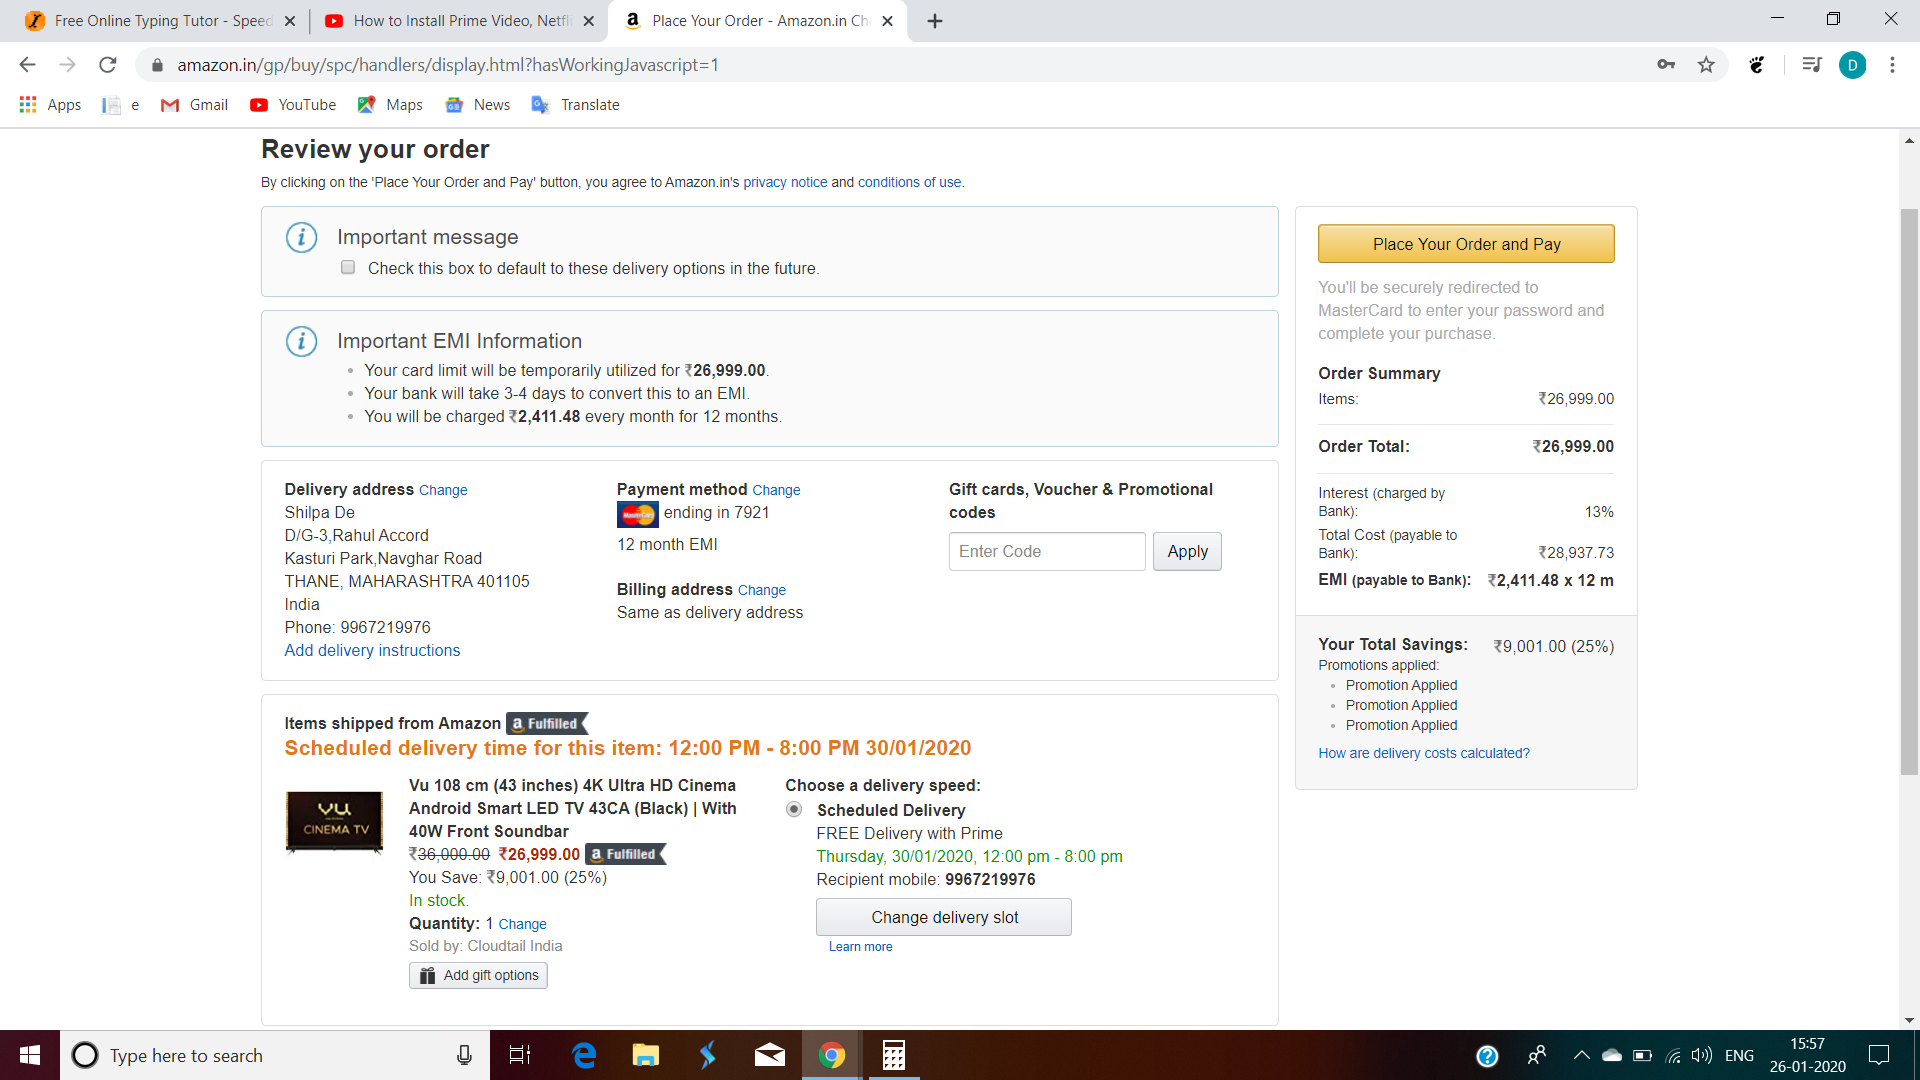 Free Online Typing Tutor - Speed
How to Install Prime Video, Netfli
Place Your Order - Amazon.in Ch
amazon.in/gp/buy/spc/handlers/display.html?hasWorkingJavascript=1
D
Apps
e
Gmail
YouTube
Maps
News
Translate
Review your order
By clicking on the 'Place Your Order and Pay' button, you agree to Amazon.in's privacy notice and conditions of use.
Important message
Check this box to default to these delivery options in the future.
Important EMI Information
Your card limit will be temporarily utilized for ₹26,999.00.
Your bank will take 3-4 days to convert this to an EMI.
You will be charged ₹2,411.48 every month for 12 months.
Delivery address Change
Shilpa De
D/G-3,Rahul Accord
Kasturi Park,Navghar Road
THANE, MAHARASHTRA 401105
India
Phone: 9967219976
Add delivery instructions
Payment method Change
MasterCard ending in 7921
12 month EMI
Billing address Change
Same as delivery address
Gift cards, Voucher & Promotional
codes
Enter Code
Apply
Items shipped from Amazon a Fulfilled
Scheduled delivery time for this item: 12:00 PM - 8:00 PM 30/01/2020
VU
CINEMA TV
Vu 108 cm (43 inches) 4K Ultra HD Cinema
Android Smart LED TV 43CA (Black) | With
40W Front Soundbar
₹36,000.00 ₹26,999.00 a Fulfilled
You Save: ₹9,001.00 (25%)
In stock.
Quantity: 1 Change
Sold by: Cloudtail India
Add gift options
Choose a delivery speed:
Scheduled Delivery
FREE Delivery with Prime
Thursday, 30/01/2020, 12:00 pm - 8:00 pm
Recipient mobile: 9967219976
Change delivery slot
Learn more
Place Your Order and Pay
You'll be securely redirected to
MasterCard to enter your password and
complete your purchase.
Order Summary
Items: ₹26,999.00
Order Total: ₹26,999.00
Interest (charged by
Bank): 13%
Total Cost (payable to
Bank): ₹28,937.73
EMI (payable to Bank): ₹2,411.48 x 12 m
Your Total Savings: ₹9,001.00 (25%)
Promotions applied:
Promotion Applied
Promotion Applied
Promotion Applied
How are delivery costs calculated?
Type here to search
ENG
15:57
26-01-2020